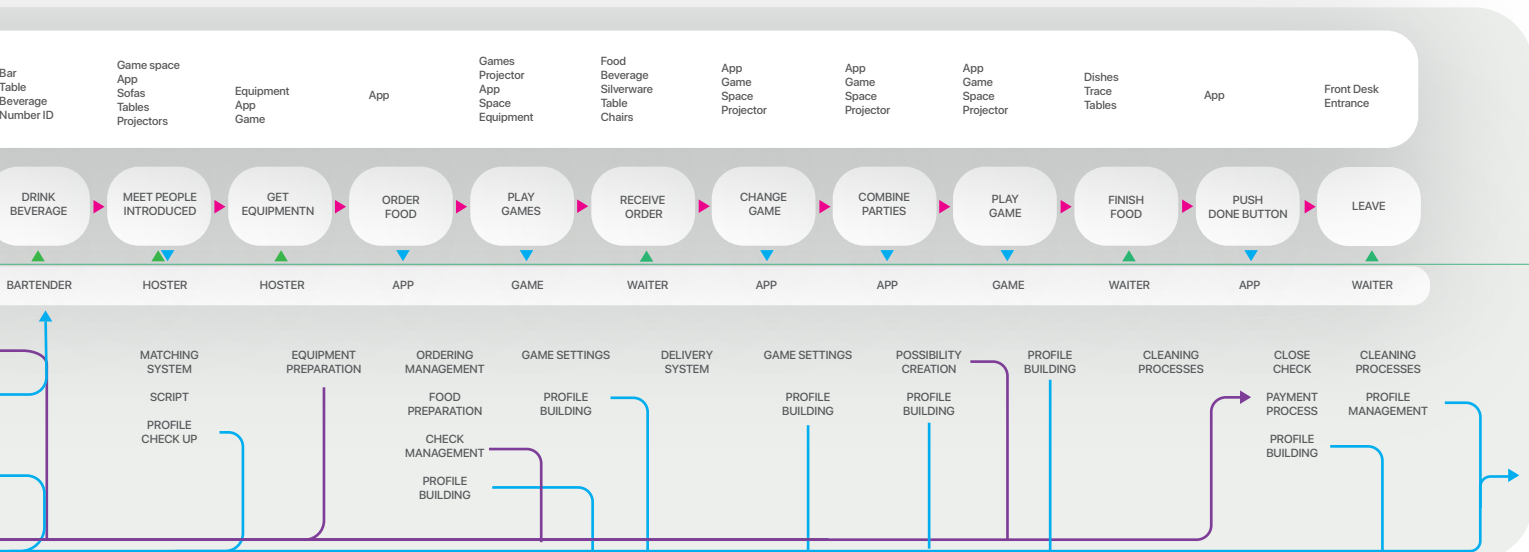 Bar
Table
Beverage
Number ID
Game space
App
Sofas
Tables
Projectors
Equipment
App
Game
App
Games
Projector
App
Space
Equipment
Food
Beverage
Silverware
Table
Chairs
App
Game
Space
Projector
App
Game
Space
Projector
App
Game
Space
Projector
Dishes
Trace
Tables
App
Front Desk
Entrance
DRINK
BEVERAGE
MEET PEOPLE
INTRODUCED
GET
EQUIPMENTN
ORDER
FOOD
PLAY
GAMES
RECEIVE
ORDER
CHANGE
GAME
COMBINE
PARTIES
PLAY
GAME
FINISH
FOOD
PUSH
DONE BUTTON
LEAVE
BARTENDER
HOSTER
HOSTER
APP
GAME
WAITER
APP
APP
GAME
WAITER
APP
WAITER
MATCHING
SYSTEM
SCRIPT
PROFILE
CHECK UP
EQUIPMENT
PREPARATION
ORDERING
MANAGEMENT
FOOD
PREPARATION
CHECK
MANAGEMENT
PROFILE
BUILDING
GAME SETTINGS
PROFILE
BUILDING
DELIVERY
SYSTEM
GAME SETTINGS
PROFILE
BUILDING
POSSIBILITY
CREATION
PROFILE
BUILDING
PROFILE
BUILDING
CLEANING
PROCESSES
CLOSE
CHECK
PAYMENT
PROCESS
PROFILE
BUILDING
CLEANING
PROCESSES
PROFILE
MANAGEMENT